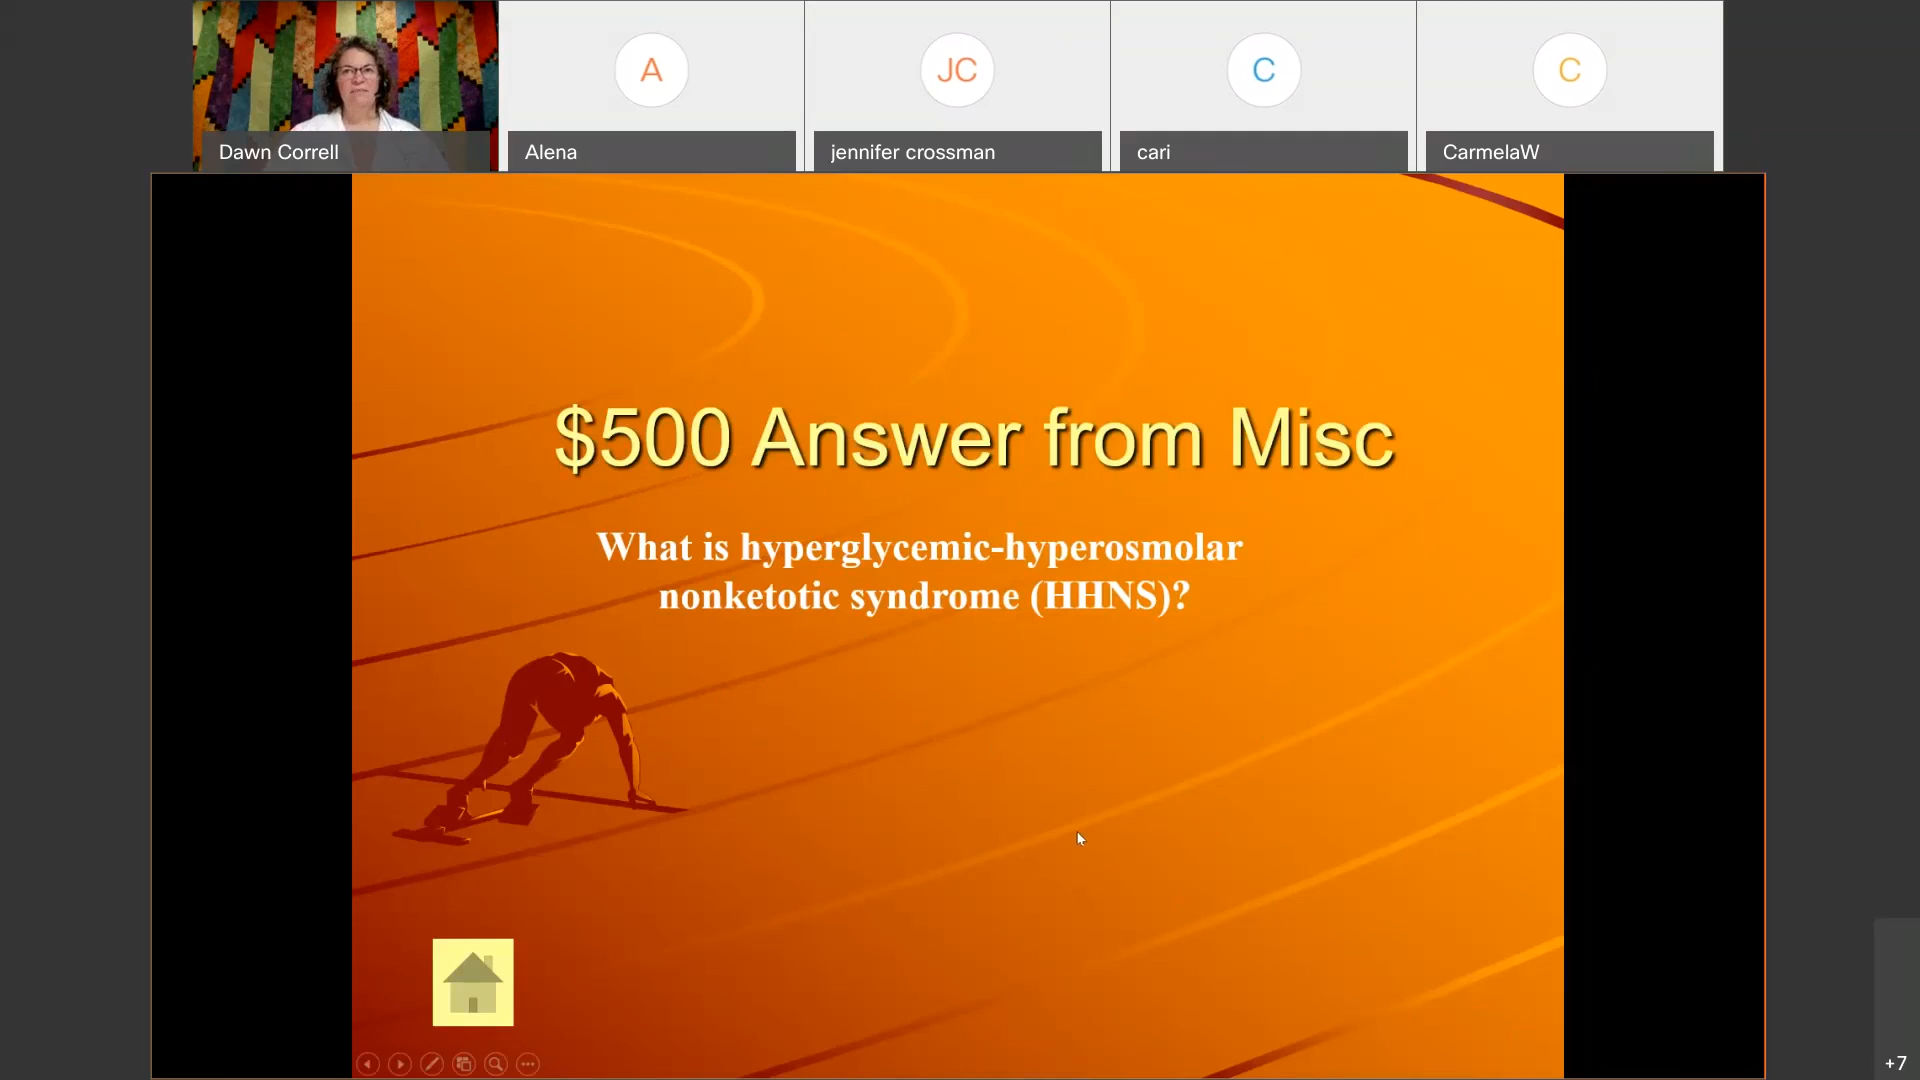 A
JC
C
C
Dawn Correll
Alena
jennifer crossman
cari
CarmelaW
$500 Answer from Misc
What is hyperglycemic-hyperosmolar
nonketotic syndrome (HHNS)?
+7